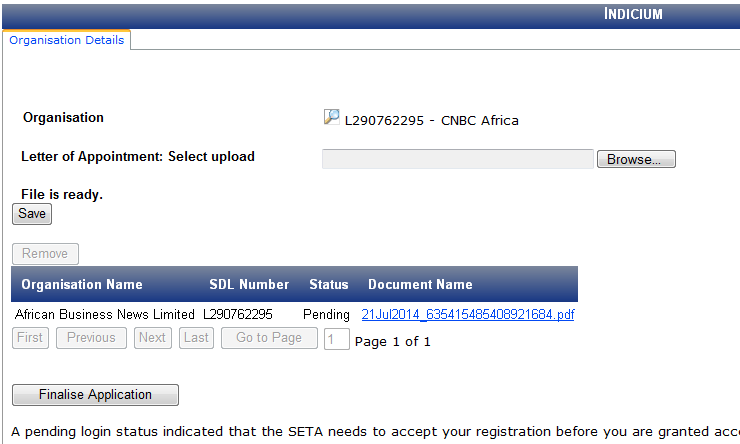 INDICIUM
Organisation Details
Organisation L290762295 - CNBC Africa
Letter of Appointment: Select upload Browse...
File is ready.
Save
Remove
Organisation Name SDL Number Status Document Name
African Business News Limited L290762295 Pending 21Jul2014_635415485408921684.pdf
First Previous Next Last Go to Page 1 Page 1 of 1
Finalise Application
A pending login status indicated that the SETA needs to accept your registration before you are granted acc